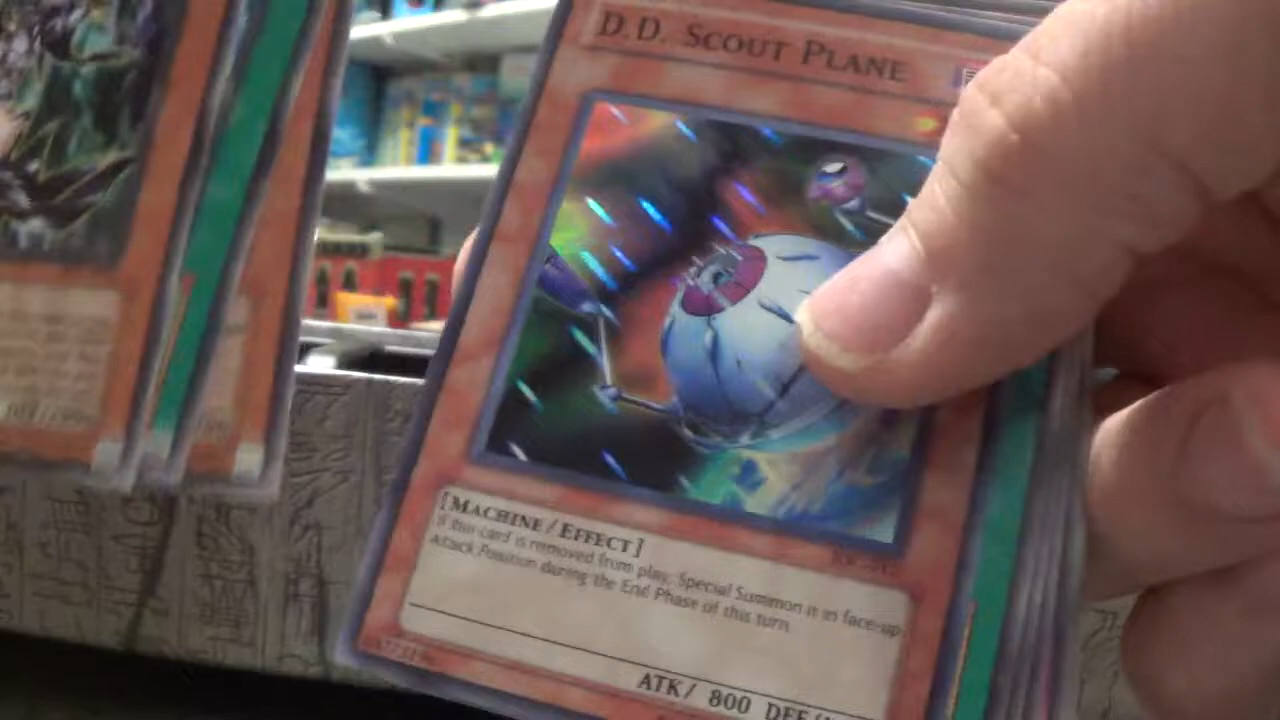 D.D. SCOUT PLANE
[MACHINE / EFFECT]
If this card is removed from play, Special Summon it in face-up
Attack Position during the End Phase of this turn.
ATK/ 800 DEF/